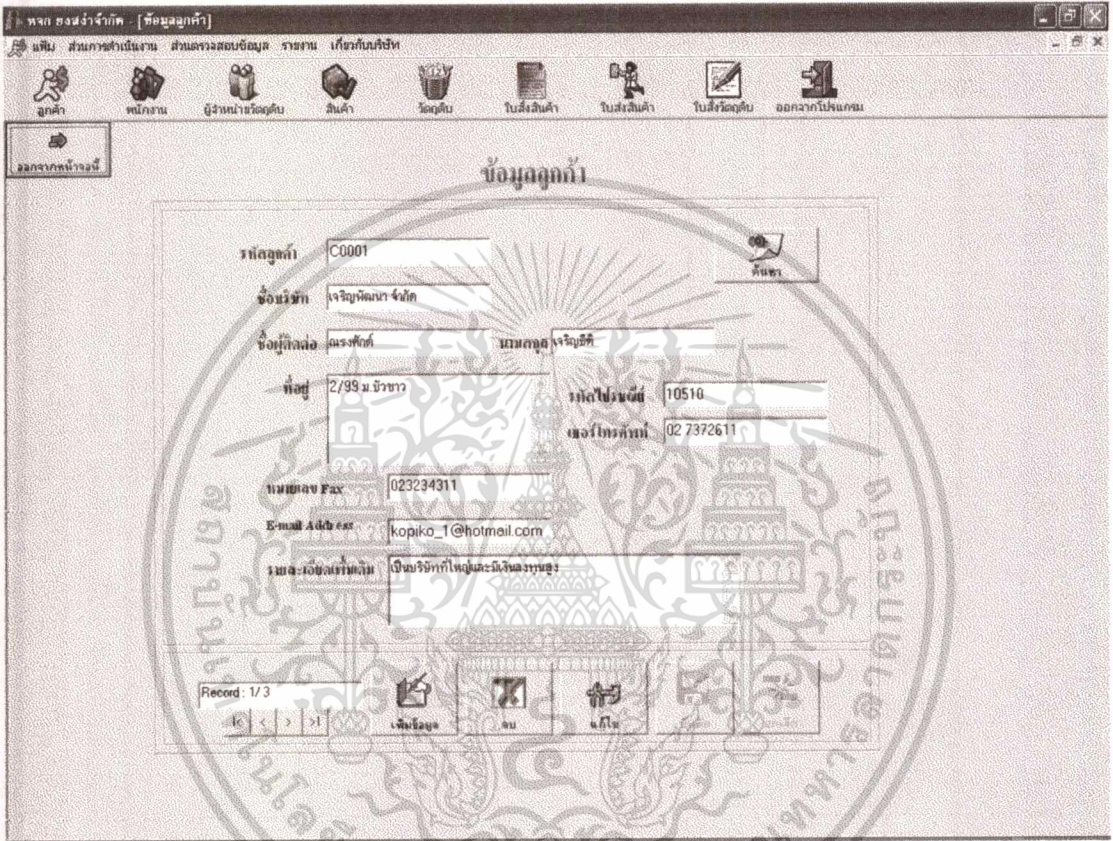 หจก ยงสง่าจำกัด - [ข้อมูลลูกค้า]
แฟ้ม ส่วนการดำเนินงาน ส่วนตรวจสอบข้อมูล รายงาน เกี่ยวกับบริษัท
ลูกค้า พนักงาน ผู้จำหน่ายวัตถุดิบ สินค้า วัตถุดิบ ใบสั่งสินค้า ใบส่งสินค้า ใบสั่งวัตถุดิบ ออกจากโปรแกรม
ออกจากหน้าจอนี้
ข้อมูลลูกค้า
รหัสลูกค้า C0001 ค้นหา
ชื่อบริษัท เจริญพัฒนา จำกัด
ชื่อผู้ติดต่อ ณรงศักดิ์ นามสกุล เจริญธิติ
ที่อยู่ 2/99 ม.บัวขาว รหัสไปรษณีย์ 10510
เบอร์โทรศัพท์ 02 7372611
หมายเลข Fax 023234311
E-mail Address kopiko_1@hotmail.com
รายละเอียดเพิ่มเติม เป็นบริษัทที่ใหญ่และมีเงินลงทุนสูง
Record : 1/ 3
|< < > >| เพิ่มข้อมูล ลบ แก้ไข บันทึก ยกเลิก